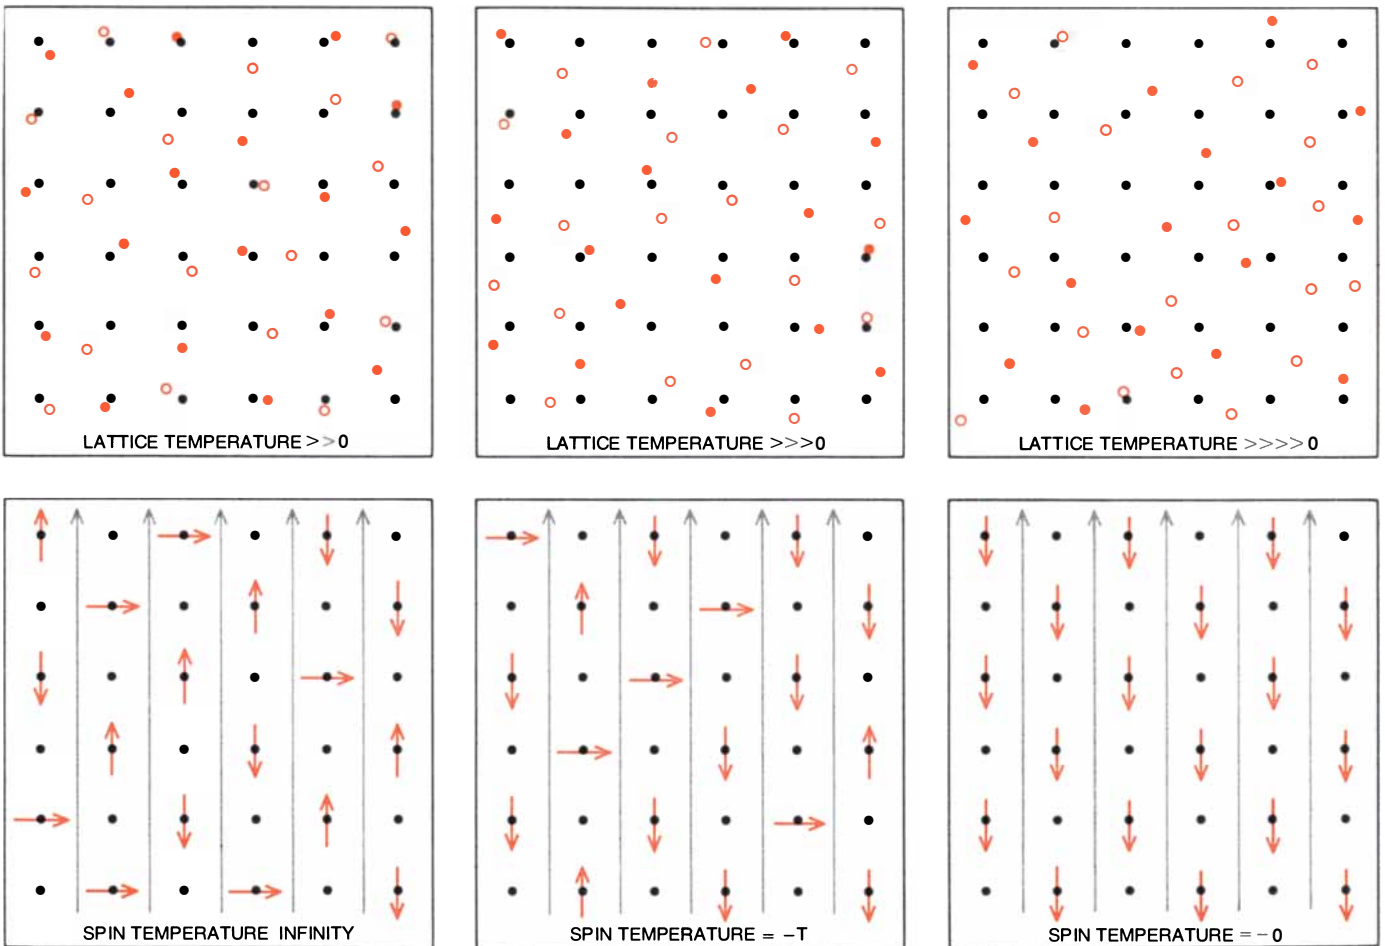 LATTICE TEMPERATURE >>0
LATTICE TEMPERATURE >>>0
LATTICE TEMPERATURE >>>>0
SPIN TEMPERATURE INFINITY
SPIN TEMPERATURE = –T
SPIN TEMPERATURE = – 0